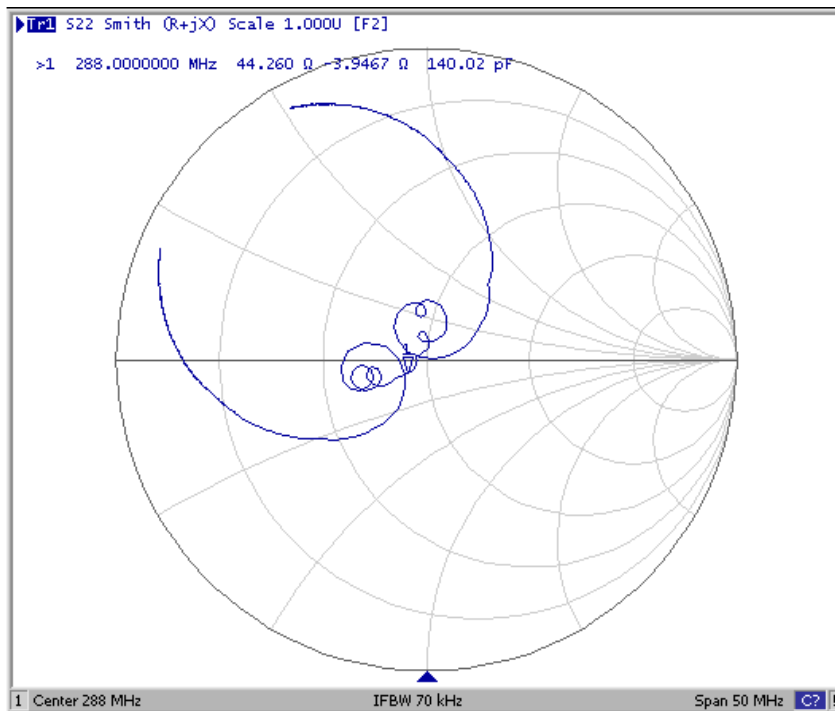 Tr1 S22 Smith (R+jX) Scale 1.000U [F2]
>1 288.0000000 MHz 44.260 Ω -3.9467 Ω 140.02 pF
1
1 Center 288 MHz IFBW 70 kHz Span 50 MHz C?